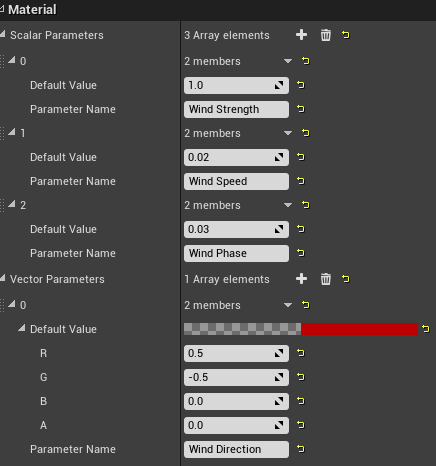 Material
Scalar Parameters 3 Array elements
0 2 members
Default Value 1.0
Parameter Name Wind Strength
1 2 members
Default Value 0.02
Parameter Name Wind Speed
2 2 members
Default Value 0.03
Parameter Name Wind Phase
Vector Parameters 1 Array elements
0 2 members
Default Value
R 0.5
G -0.5
B 0.0
A 0.0
Parameter Name Wind Direction